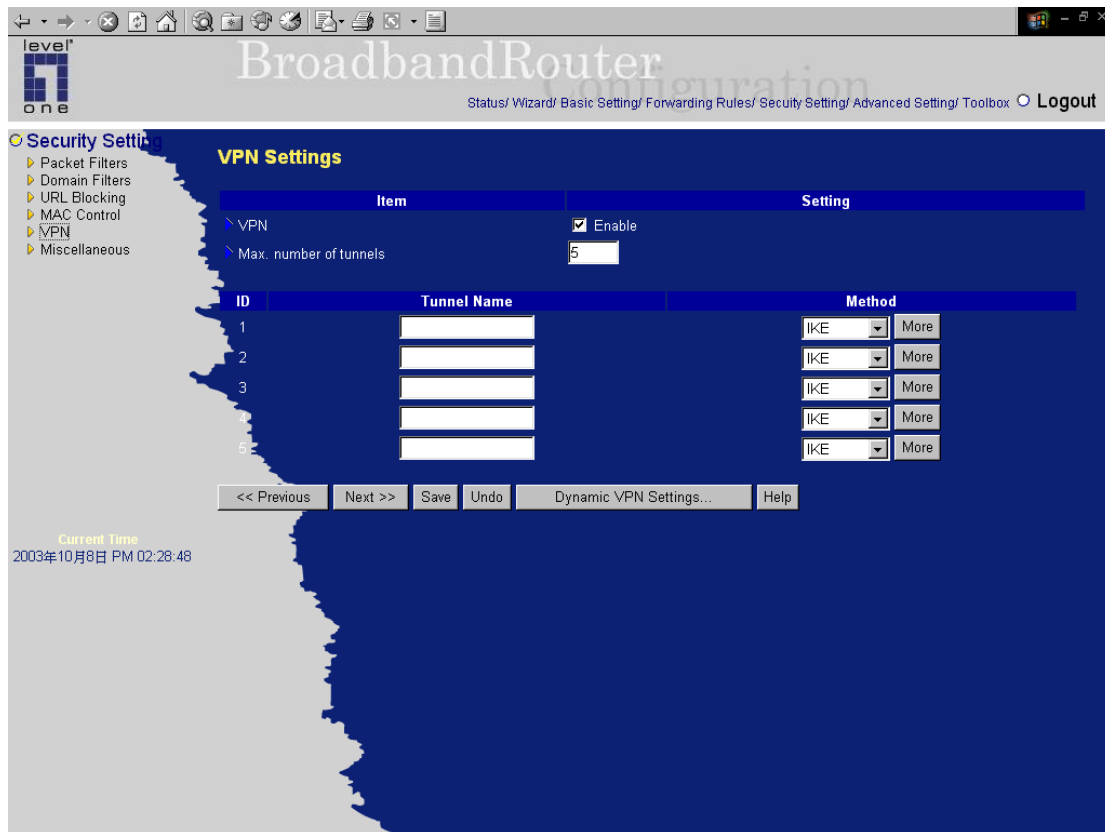 level
one
BroadbandRouter
Configuration
Status/ Wizard/ Basic Setting/ Forwarding Rules/ Secuity Setting/ Advanced Setting/ Toolbox Logout
Security Setting
Packet Filters
Domain Filters
URL Blocking
MAC Control
VPN
Miscellaneous
Current Time
2003年10月8日 PM 02:28:48
VPN Settings
Item Setting
VPN Enable
Max. number of tunnels 5
ID Tunnel Name Method
1 IKE More
2 IKE More
3 IKE More
4 IKE More
5 IKE More
<< Previous Next >> Save Undo Dynamic VPN Settings... Help